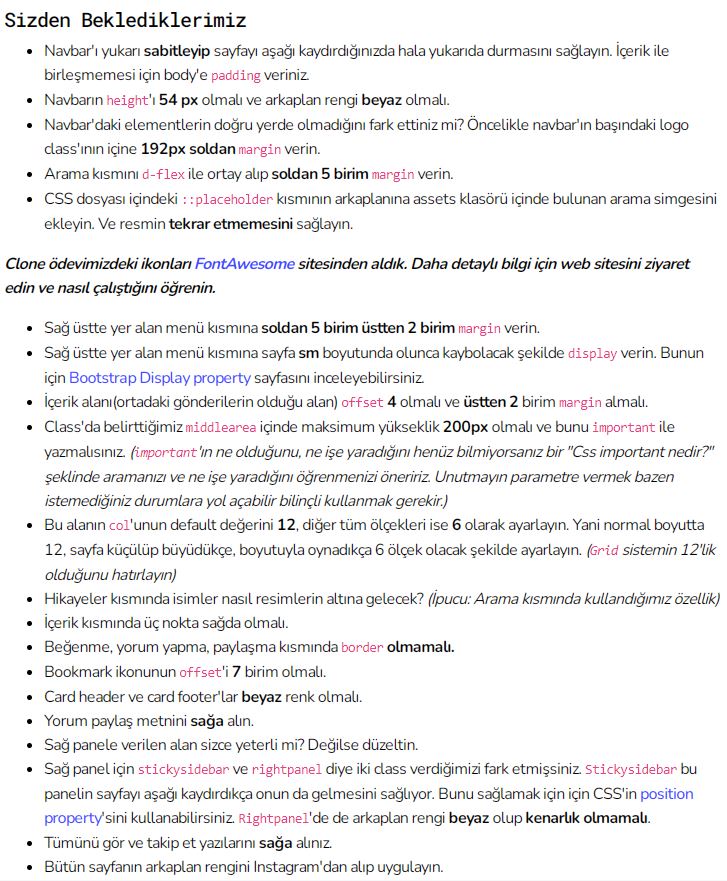 Sizden Beklediklerimiz
• Navbar'ı yukarı sabitleyip sayfayı aşağı kaydırdığınızda hala yukarıda durmasını sağlayın. İçerik ile
birleşmemesi için body'e padding veriniz.
• Navbarın height'ı 54 px olmalı ve arkaplan rengi beyaz olmalı.
• Navbar'daki elementlerin doğru yerde olmadığını fark ettiniz mi? Öncelikle navbar'ın başındaki logo
class'ının içine 192px soldan margin verin.
• Arama kısmını d-flex ile ortay alıp soldan 5 birim margin verin.
• CSS dosyası içindeki ::placeholder kısmının arkaplanına assets klasörü içinde bulunan arama simgesini
ekleyin. Ve resmin tekrar etmemesini sağlayın.
Clone ödevimizdeki ikonları FontAwesome sitesinden aldık. Daha detaylı bilgi için web sitesini ziyaret
edin ve nasıl çalıştığını öğrenin.
• Sağ üstte yer alan menü kısmına soldan 5 birim üstten 2 birim margin verin.
• Sağ üstte yer alan menü kısmına sayfa sm boyutunda olunca kaybolacak şekilde display verin. Bunun
için Bootstrap Display property sayfasını inceleyebilirsiniz.
• İçerik alanı(ortadaki gönderilerin olduğu alan) offset 4 olmalı ve üstten 2 birim margin almalı.
• Class'da belirttiğimiz middlearea içinde maksimum yükseklik 200px olmalı ve bunu important ile
yazmalısınız. (important'ın ne olduğunu, ne işe yaradığını henüz bilmiyorsanız bir "Css important nedir?"
şeklinde aramanızı ve ne işe yaradığını öğrenmenizi öneririz. Unutmayın parametre vermek bazen
istemediğiniz durumlara yol açabilir bilinçli kullanmak gerekir.)
• Bu alanın col'unun default değerini 12, diğer tüm ölçekleri ise 6 olarak ayarlayın. Yani normal boyutta
12, sayfa küçülüp büyüdükçe, boyutuyla oynadıkça 6 ölçek olacak şekilde ayarlayın. (Grid sistemin 12'lik
olduğunu hatırlayın)
• Hikayeler kısmında isimler nasıl resimlerin altına gelecek? (İpucu: Arama kısmında kullandığımız özellik)
• İçerik kısmında üç nokta sağda olmalı.
• Beğenme, yorum yapma, paylaşma kısmında border olmamalı.
• Bookmark ikonunun offset'i 7 birim olmalı.
• Card header ve card footer'lar beyaz renk olmalı.
• Yorum paylaş metnini sağa alın.
• Sağ panele verilen alan sizce yeterli mi? Değilse düzeltin.
• Sağ panel için stickysidebar ve rightpanel diye iki class verdiğimizi fark etmişsiniz. Stickysidebar bu
panelin sayfayı aşağı kaydırdıkça onun da gelmesini sağlıyor. Bunu sağlamak için için CSS'in position
property'sini kullanabilirsiniz. Rightpanel'de de arkaplan rengi beyaz olup kenarlık olmamalı.
• Tümünü gör ve takip et yazılarını sağa alınız.
• Bütün sayfanın arkaplan rengini Instagram'dan alıp uygulayın.